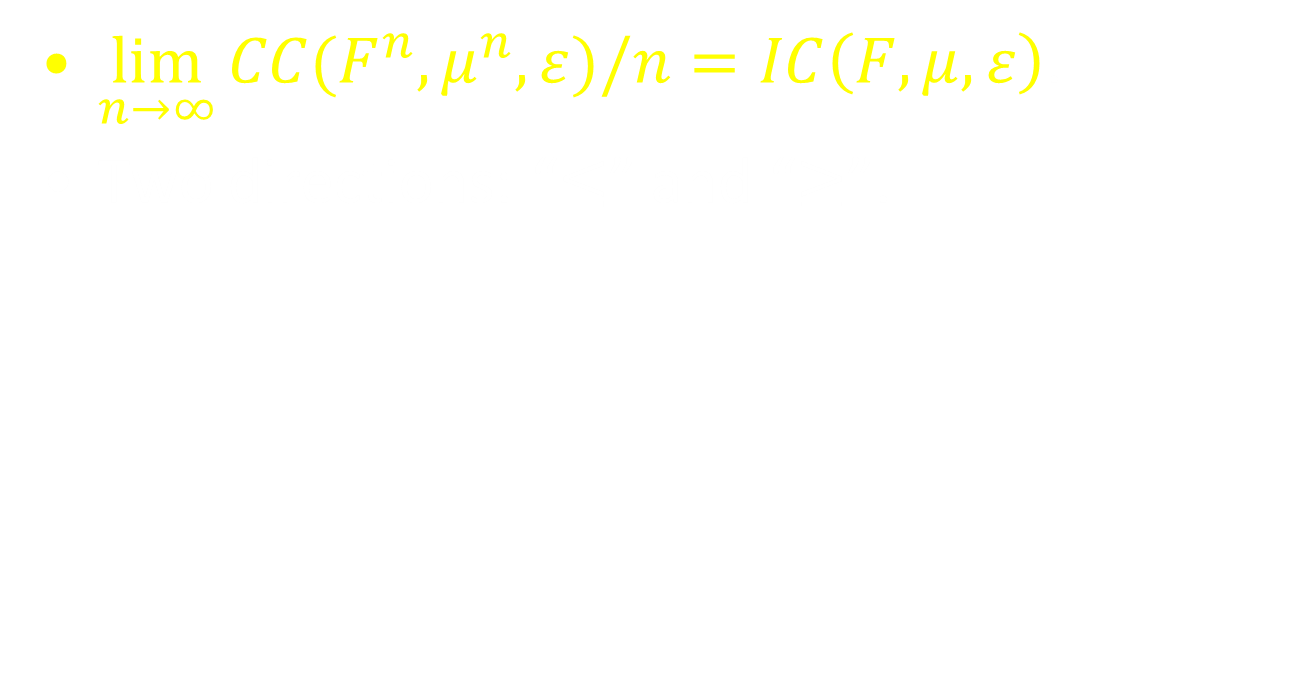 • lim CC(Fⁿ, μⁿ, ε)/n = IC(F, μ, ε)
n→∞